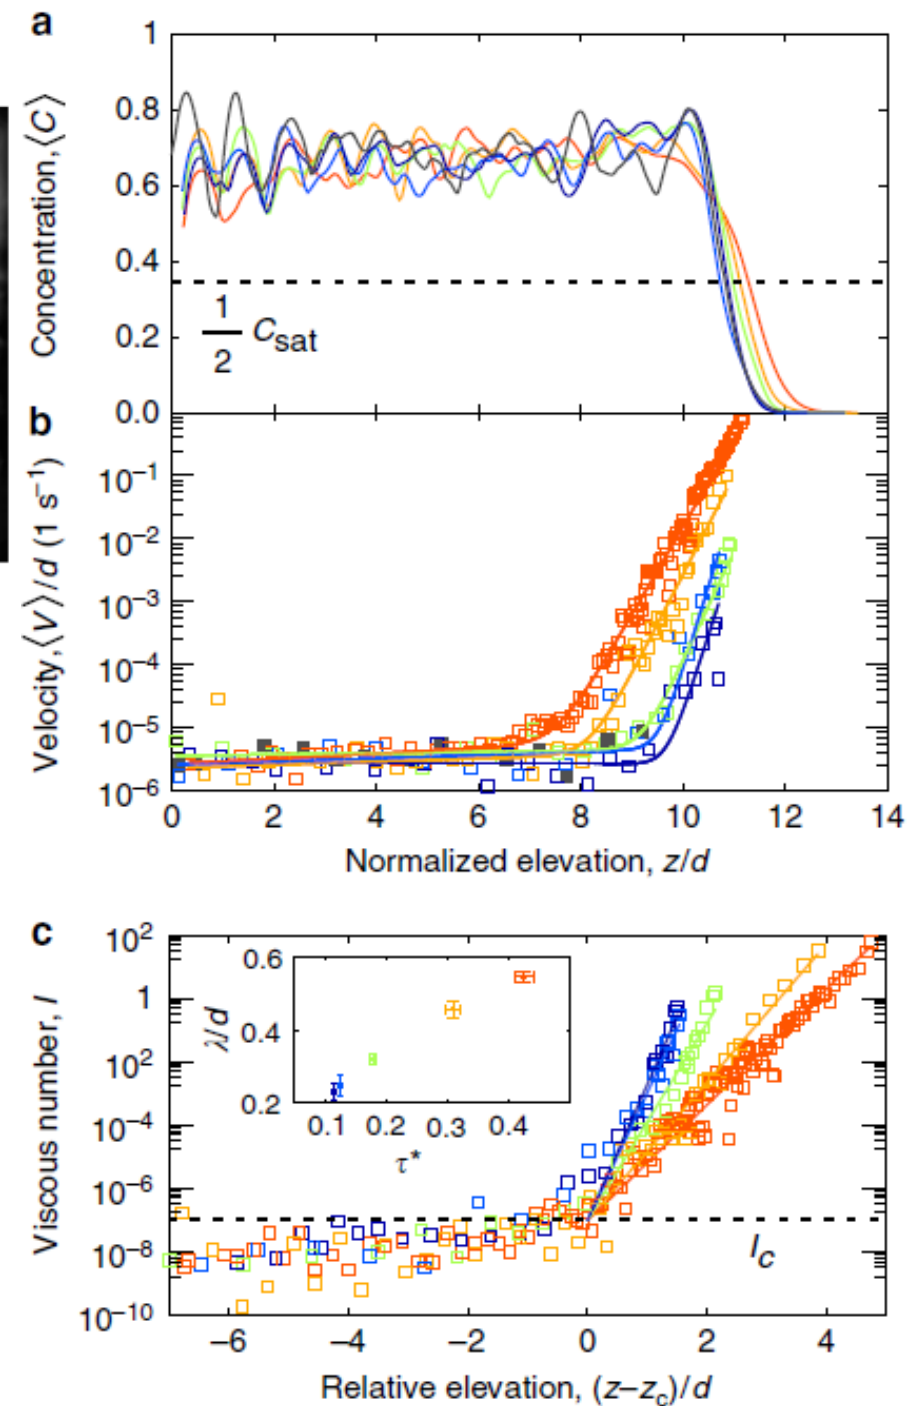 a
Concentration, ⟨C⟩
1
0.8
0.6
0.4
0.2
0.0
1/2 C_sat
b
Velocity, ⟨V⟩/d (1 s⁻¹)
10⁻¹
10⁻²
10⁻³
10⁻⁴
10⁻⁵
10⁻⁶
0 2 4 6 8 10 12 14
Normalized elevation, z/d
c
Viscous number, I
10²
1
10²
10⁻⁴
10⁻⁶
10⁻⁸
10⁻¹⁰
λ/d
0.6
0.4
0.2
0.1 0.2 0.3 0.4
τ*
I_c
−6 −4 −2 0 2 4
Relative elevation, (z–z_c)/d